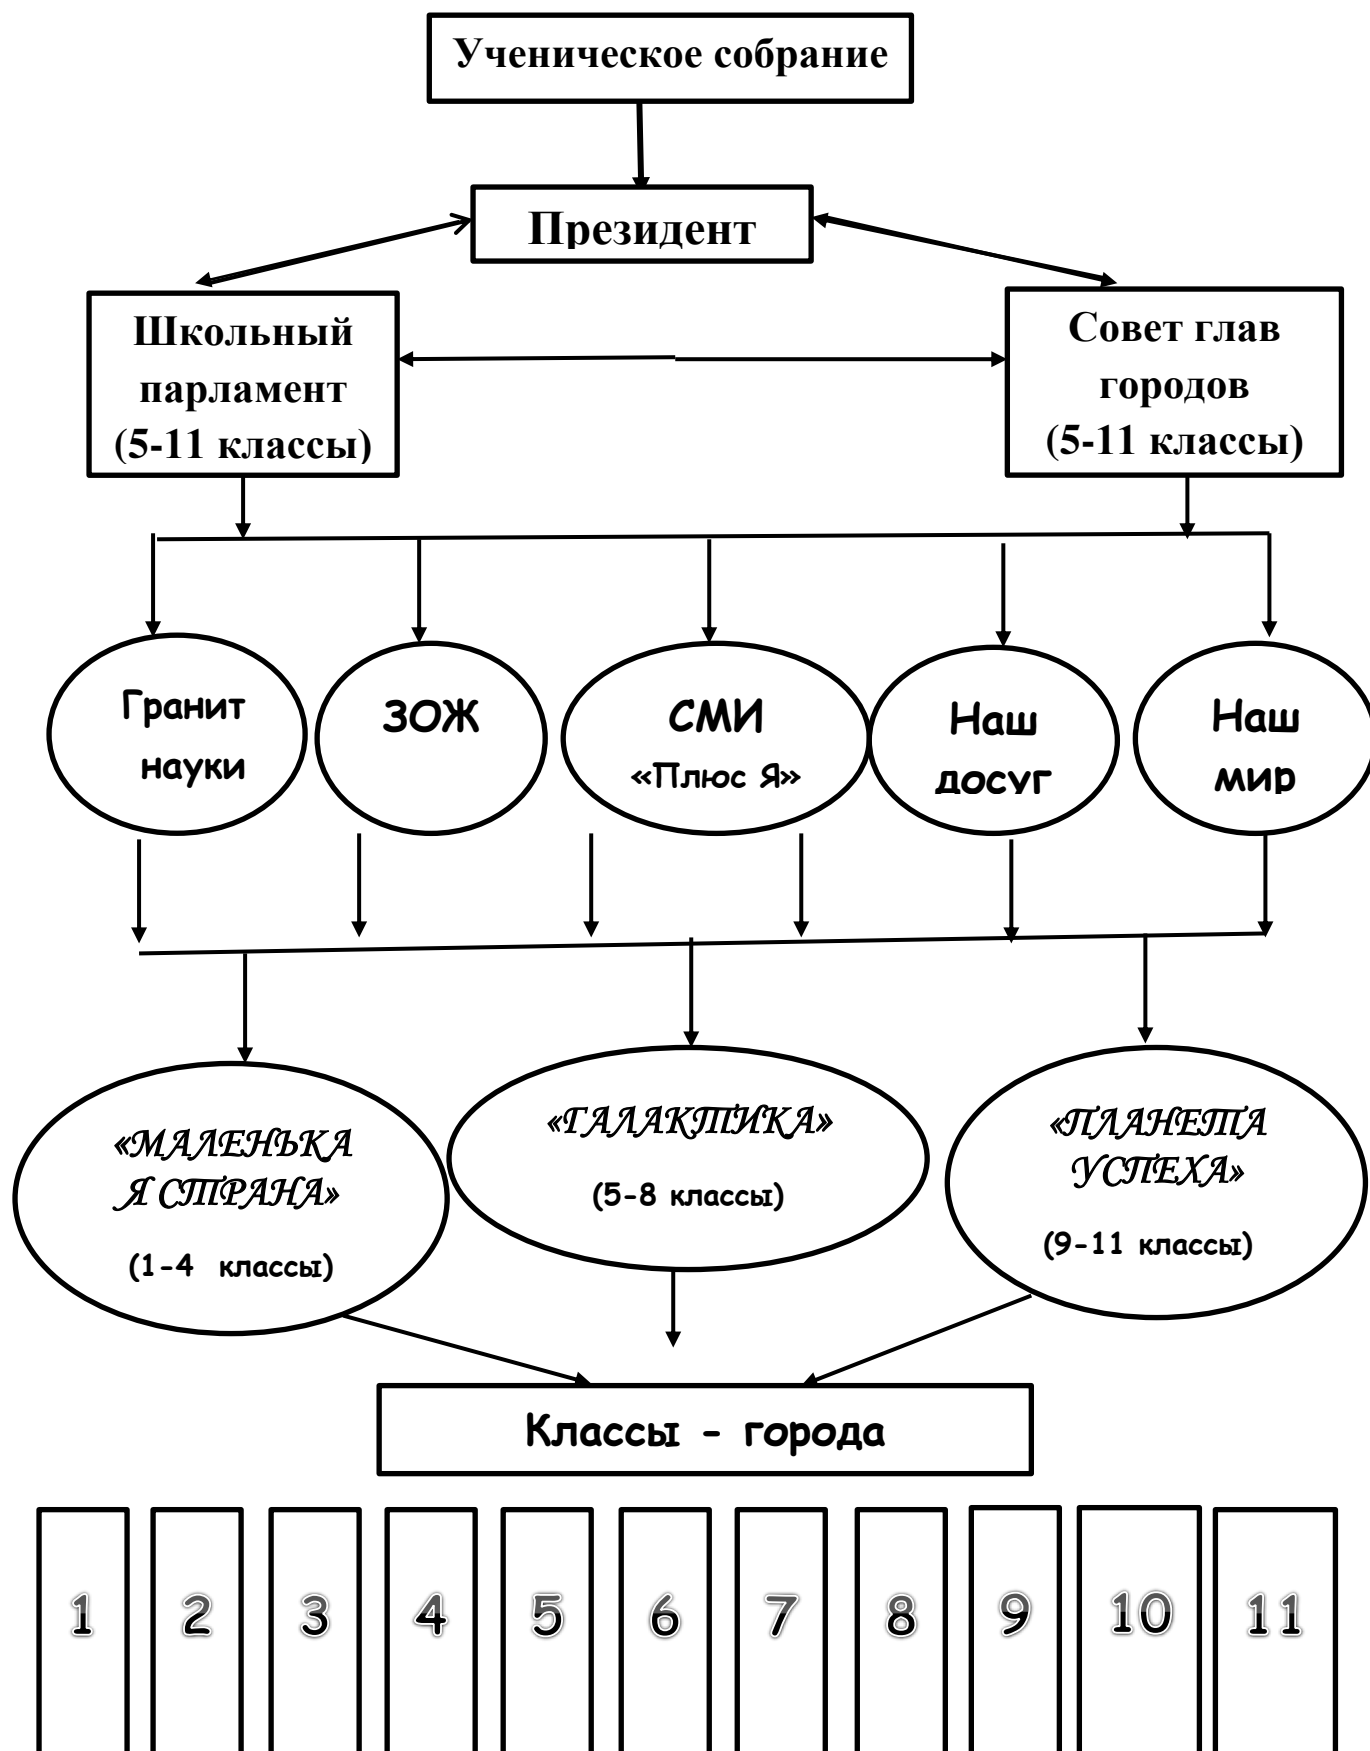 Ученическое собрание
Президент
Школьный
парламент
(5-11 классы)
Совет глав
городов
(5-11 классы)
Гранит
науки
ЗОЖ
СМИ
«Плюс Я»
Наш
досуг
Наш
мир
«МАЛЕНЬКА
Я СТРАНА»
(1-4 классы)
«ГАЛАКТИКА»
(5-8 классы)
«ПЛАНЕТА
УСПЕХА»
(9-11 классы)
Классы - города
1 2 3 4 5 6 7 8 9 10 11